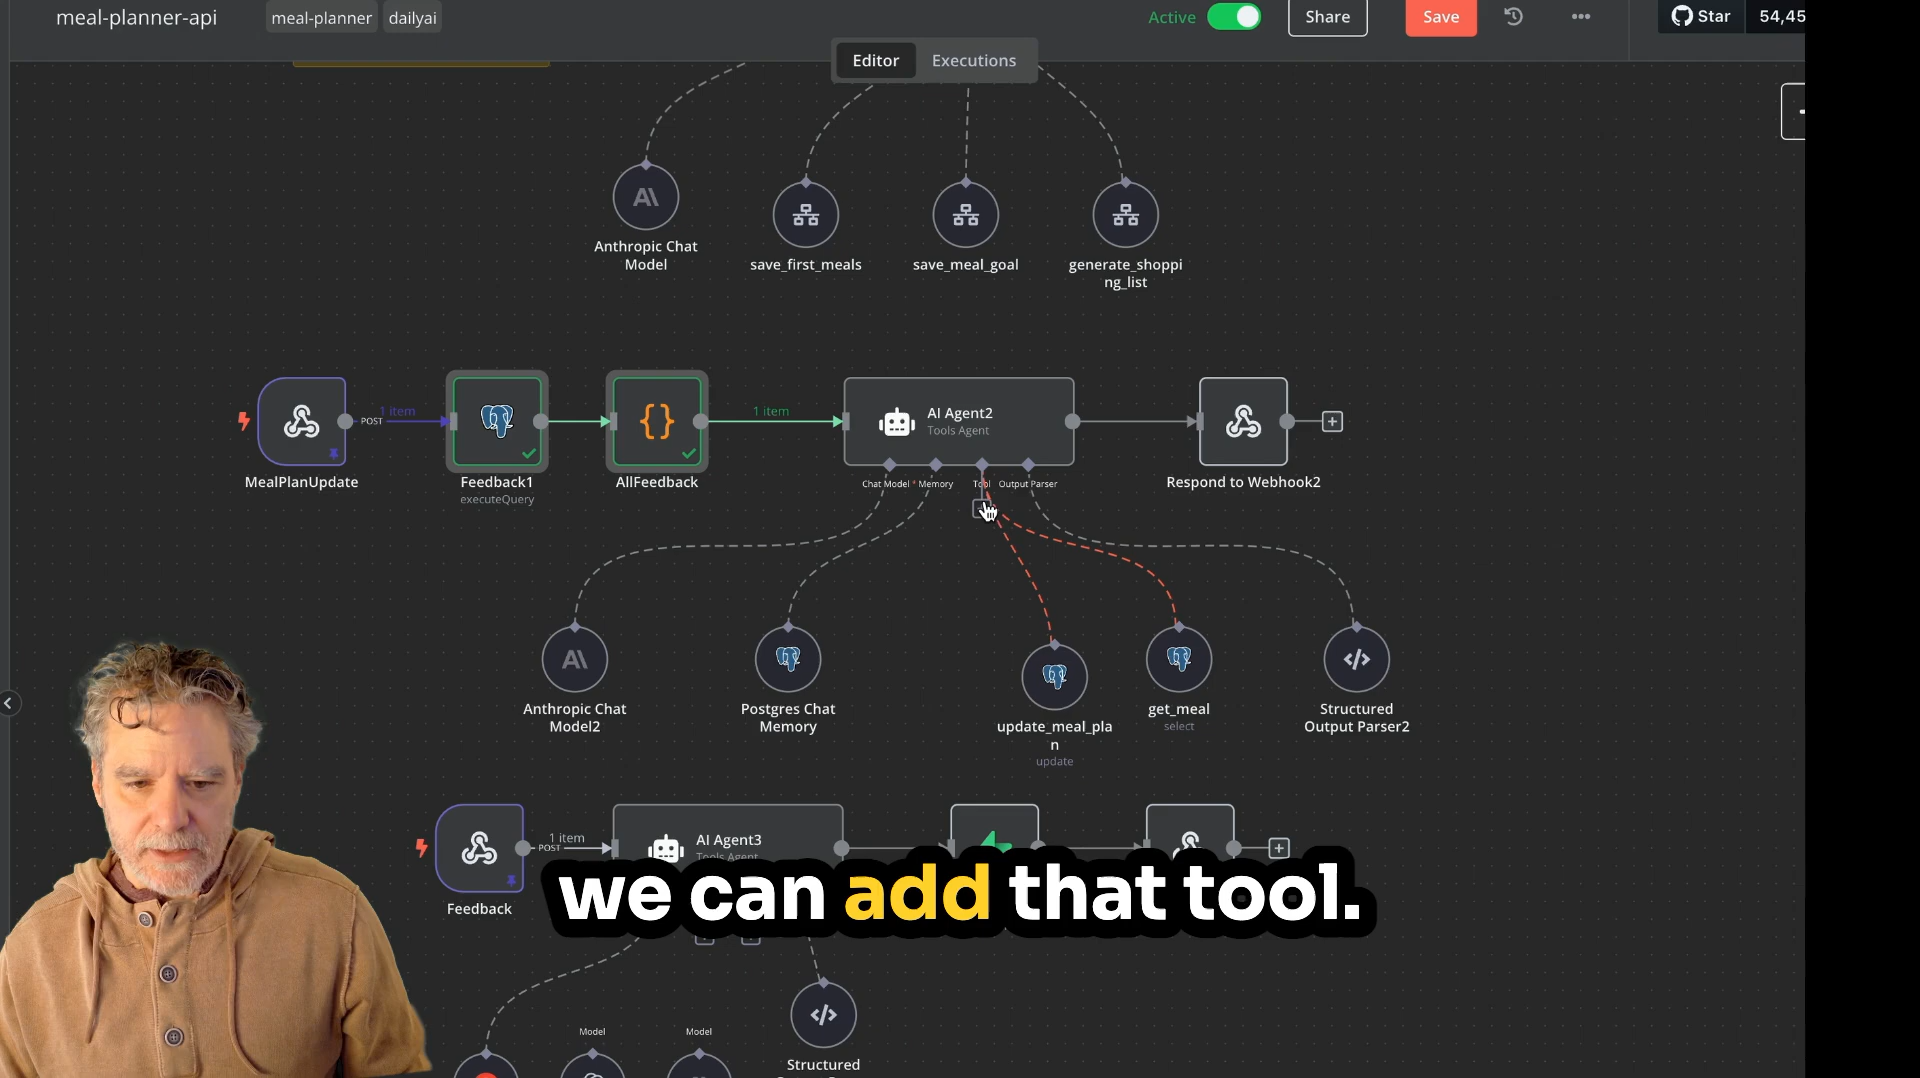 meal-planner-api
meal-planner
dailyai
Active
Share
Save
Star
54,45
Editor
Executions
Anthropic Chat
Model
save_first_meals
save_meal_goal
generate_shoppi
ng_list
MealPlanUpdate
POST
1 item
Feedback1
executeQuery
AllFeedback
1 item
AI Agent2
Tools Agent
Chat Model *
Memory
Tool
Output Parser
Respond to Webhook2
Anthropic Chat
Model2
Postgres Chat
Memory
update_meal_pla
n
update
get_meal
select
Structured
Output Parser2
Feedback
POST
1 item
AI Agent3
Tools Agent
we can add that tool.
Model
Model
Structured